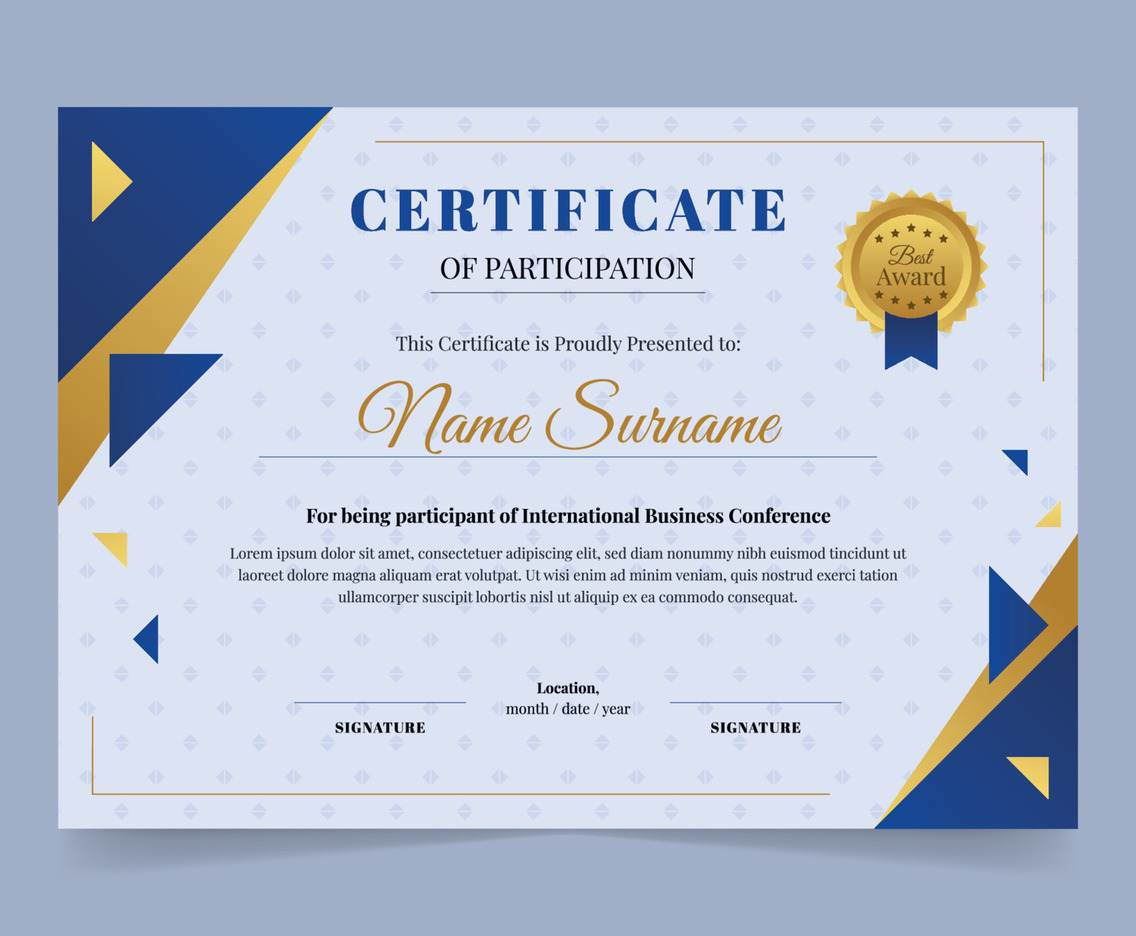 CERTIFICATE
OF PARTICIPATION
Best
Award
This Certificate is Proudly Presented to:
Name Surname
For being participant of International Business Conference
Lorem ipsum dolor sit amet, consectetuer adipiscing elit, sed diam nonummy nibh euismod tincidunt ut
laoreet dolore magna aliquam erat volutpat. Ut wisi enim ad minim veniam, quis nostrud exerci tation
ullamcorper suscipit lobortis nisl ut aliquip ex ea commodo consequat.
Location,
month / date / year
SIGNATURE
SIGNATURE